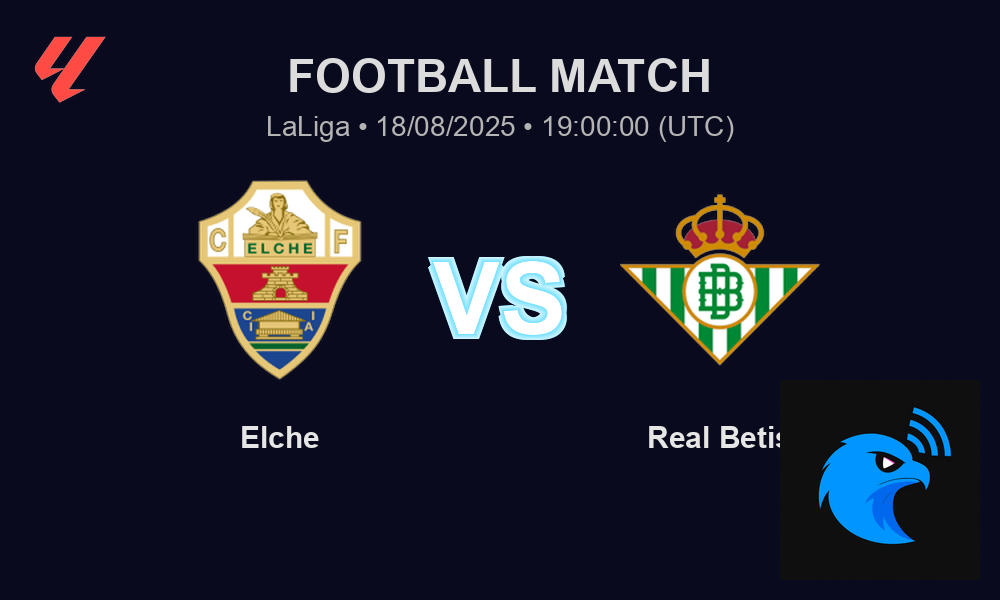 FOOTBALL MATCH
LaLiga • 18/08/2025 • 19:00:00 (UTC)
C ELCHE F
C I I A
B B
VS
Elche
Real Betis